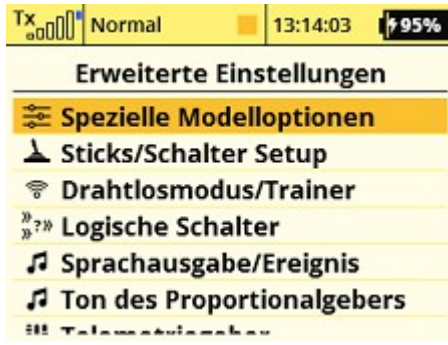 Tx Normal 13:14:03 95%
Erweiterte Einstellungen
Spezielle Modelloptionen
Sticks/Schalter Setup
Drahtlosmodus/Trainer
»?» Logische Schalter
Sprachausgabe/Ereignis
Ton des Proportionalgebers